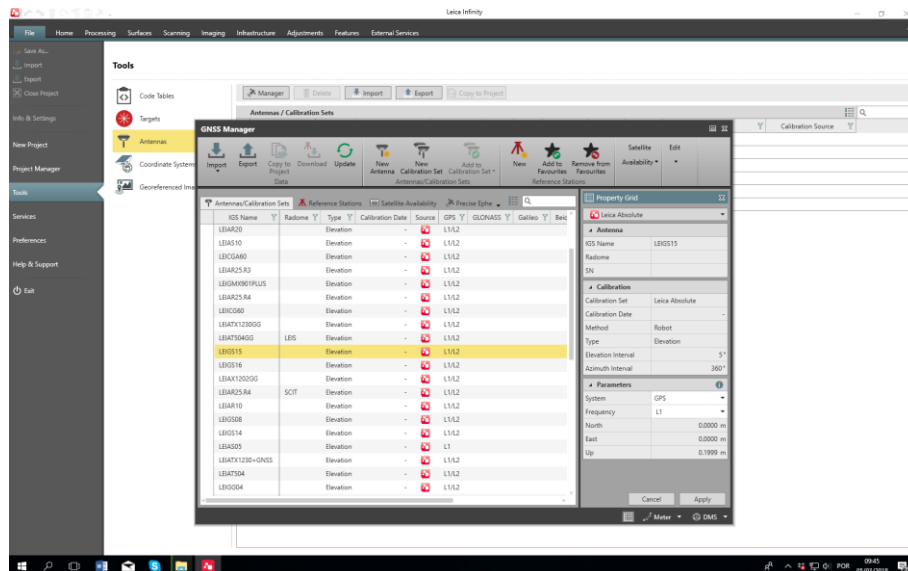 Leica Infinity
File Home Processing Surfaces Scanning Imaging Infrastructure Adjustments Features External Services
Save As...
Import
Export
Close Project
Info & Settings
New Project
Project Manager
Tools
Services
Preferences
Help & Support
Exit
Tools
Code Tables
Targets
Antennas
Coordinate Systems
Georeferenced Ima
Manager Delete Import Export Copy to Project
Antennas / Calibration Sets
Calibration Source
GNSS Manager
Import Export Copy to Project Download Update
Data
New Antenna New Calibration Set Add to Calibration Set
Antennas/Calibration Sets
New Add to Favourites Remove from Favourites
Reference Stations
Satellite Availability Edit
Antennas/Calibration Sets Reference Stations Satellite Availability Precise Ephe
IGS Name Radome Type Calibration Date Source GPS GLONASS Galileo Beid
LEIAR20 Elevation - L1/L2
LEIAS10 Elevation - L1/L2
LEICGA60 Elevation - L1/L2
LEIAR25.R3 Elevation - L1/L2
LEIGMX901PLUS Elevation - L1/L2
LEIAR25.R4 Elevation - L1/L2
LEIICG60 Elevation - L1/L2
LEIATX1230GG Elevation - L1/L2
LEIAT504GG LEIS Elevation - L1/L2
LEIGS15 Elevation - L1/L2
LEIGS16 Elevation - L1/L2
LEIAX1202GG Elevation - L1/L2
LEIAR25.R4 SCIT Elevation - L1/L2
LEIAR10 Elevation - L1/L2
LEIGS08 Elevation - L1/L2
LEIGS14 Elevation - L1/L2
LEIAS05 Elevation - L1
LEIATX1230+GNSS Elevation - L1/L2
LEIAT504 Elevation - L1/L2
LEIGG04 Elevation - L1/L2
Property Grid
Leica Absolute
Antenna
IGS Name LEIGS15
Radome
SN
Calibration
Calibration Set Leica Absolute
Calibration Date -
Method Robot
Type Elevation
Elevation Interval 5°
Azimuth Interval 360°
Parameters
System GPS
Frequency L1
North 0.0000 m
East 0.0000 m
Up 0.1999 m
Cancel Apply
Meter DMS
POR
09:45